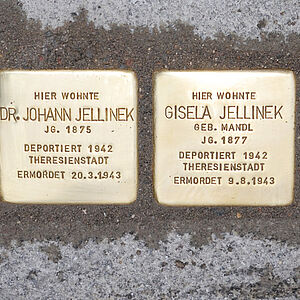 HIER WOHNTE
DR. JOHANN JELLINEK
JG. 1875
DEPORTIERT 1942
THERESIENSTADT
ERMORDET 20.3.1943
HIER WOHNTE
GISELA JELLINEK
GEB. MANDL
JG. 1877
DEPORTIERT 1942
THERESIENSTADT
ERMORDET 9.8.1943